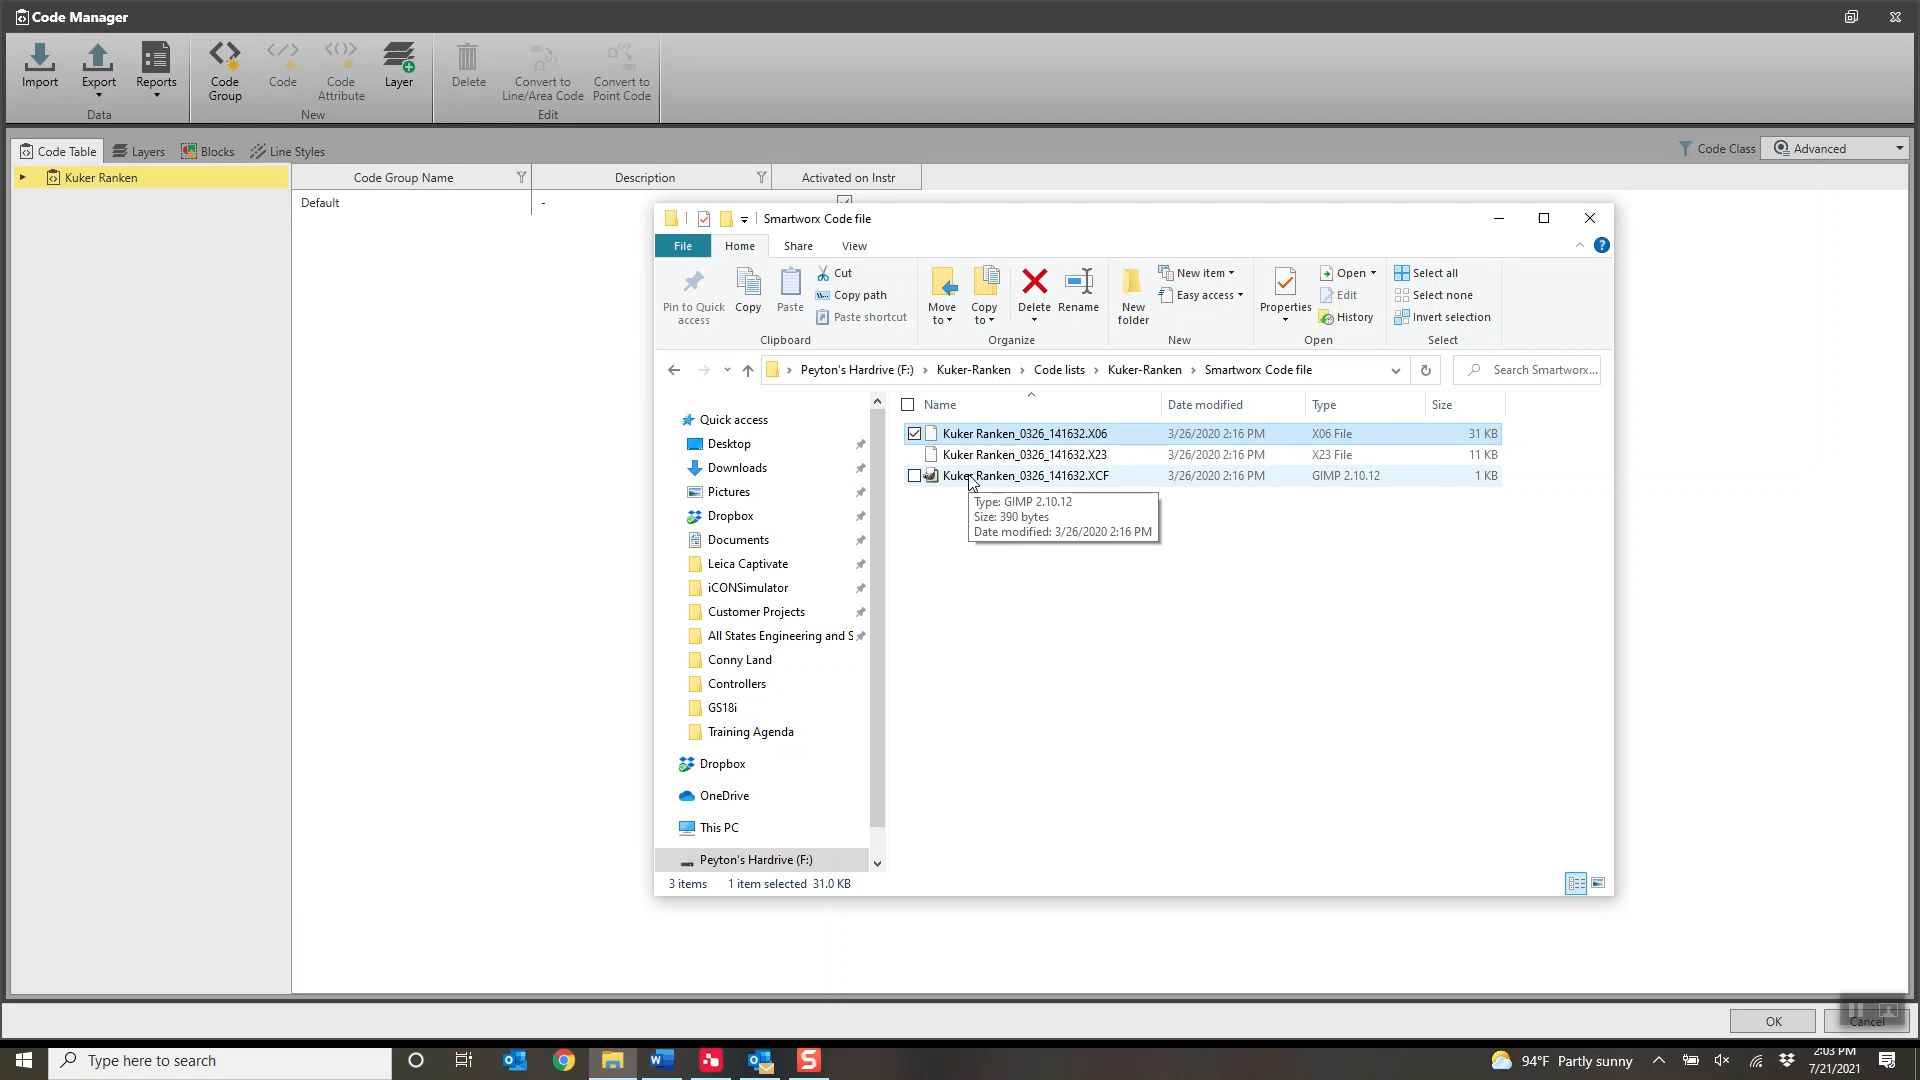 Code Manager
Import
Export
Reports
Code Group
Code
Code Attribute
Layer
Delete
Convert to Line/Area Code
Convert to Point Code
Data
New
Edit
Code Table
Layers
Blocks
Line Styles
Code Class
Advanced
Kuker Ranken
Code Group Name
Description
Activated on Instr
Default
-
Smartworx Code file
File
Home
Share
View
Pin to Quick access
Copy
Paste
Cut
Copy path
Paste shortcut
Clipboard
Move to
Copy to
Delete
Rename
Organize
New folder
New item
Easy access
New
Properties
Open
Edit
History
Open
Select all
Select none
Invert selection
Select
Peyton's Hardrive (F:)
Kuker-Ranken
Code lists
Kuker-Ranken
Smartworx Code file
Search Smartworx...
Name
Date modified
Type
Size
Kuker Ranken_0326_141632.X06 3/26/2020 2:16 PM X06 File 31 KB
Kuker Ranken_0326_141632.X23 3/26/2020 2:16 PM X23 File 11 KB
Kuker Ranken_0326_141632.XCF 3/26/2020 2:16 PM GIMP 2.10.12 1 KB
Type: GIMP 2.10.12
Size: 390 bytes
Date modified: 3/26/2020 2:16 PM
Quick access
Desktop
Downloads
Pictures
Dropbox
Documents
Leica Captivate
iCONSimulator
Customer Projects
All States Engineering and S
Conny Land
Controllers
GS18i
Training Agenda
Dropbox
OneDrive
This PC
Peyton's Hardrive (F:)
3 items
1 item selected 31.0 KB
OK
Cancel
Type here to search
94°F Partly sunny
2:03 PM
7/21/2021